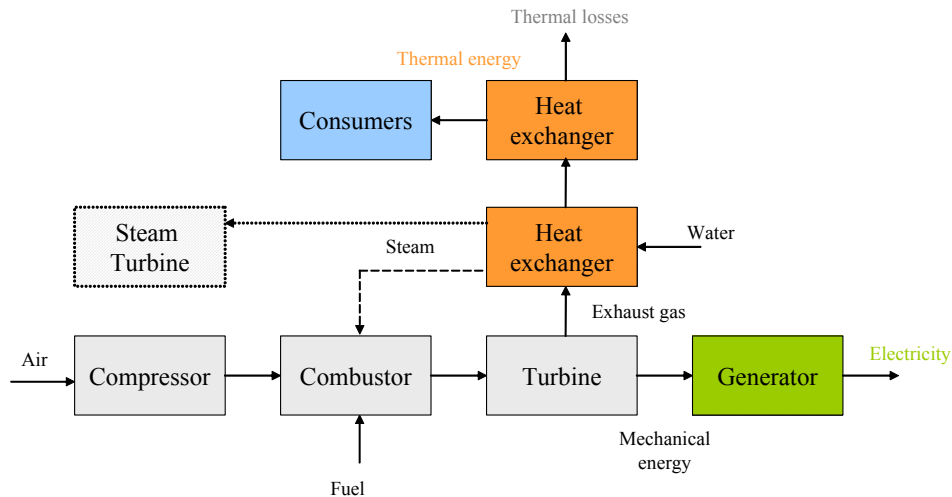 Thermal losses
Thermal energy
Consumers
Heat
exchanger
Steam
Turbine
Steam
Heat
exchanger
Water
Exhaust gas
Air
Compressor
Combustor
Turbine
Generator
Electricity
Mechanical
energy
Fuel